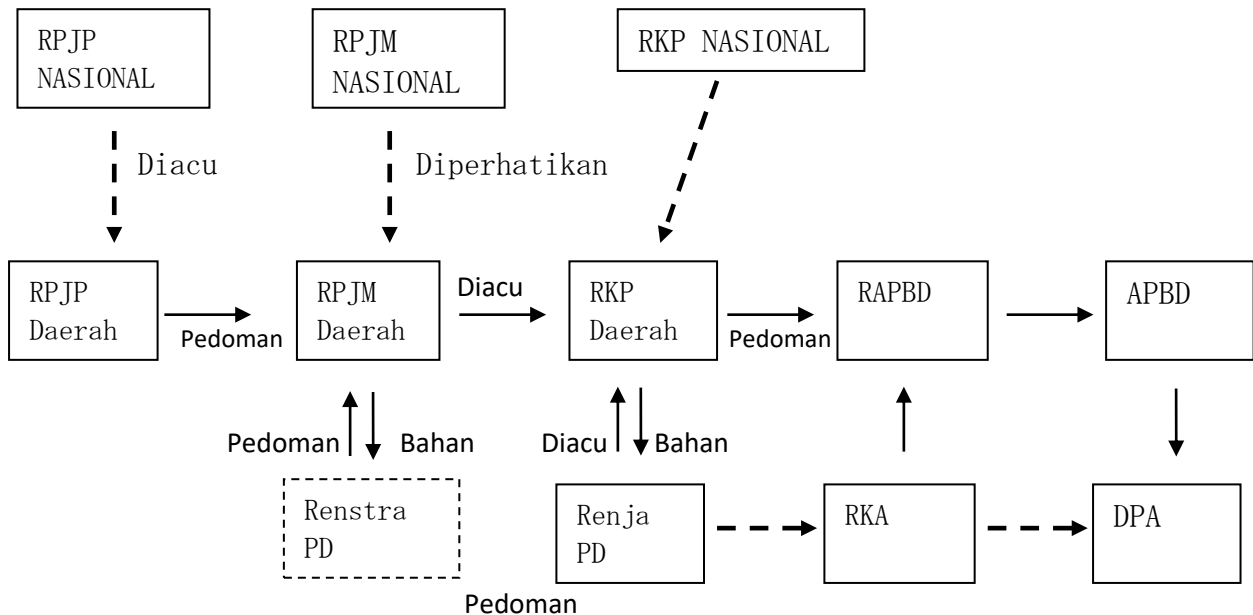 RPJP
NASIONAL
RPJM
NASIONAL
RKP NASIONAL
Diacu
Diperhatikan
RPJP
Daerah
Pedoman
RPJM
Daerah
Diacu
RKP
Daerah
Pedoman
RAPBD
APBD
Pedoman
Bahan
Diacu
Bahan
Renstra
PD
Pedoman
Renja
PD
RKA
DPA